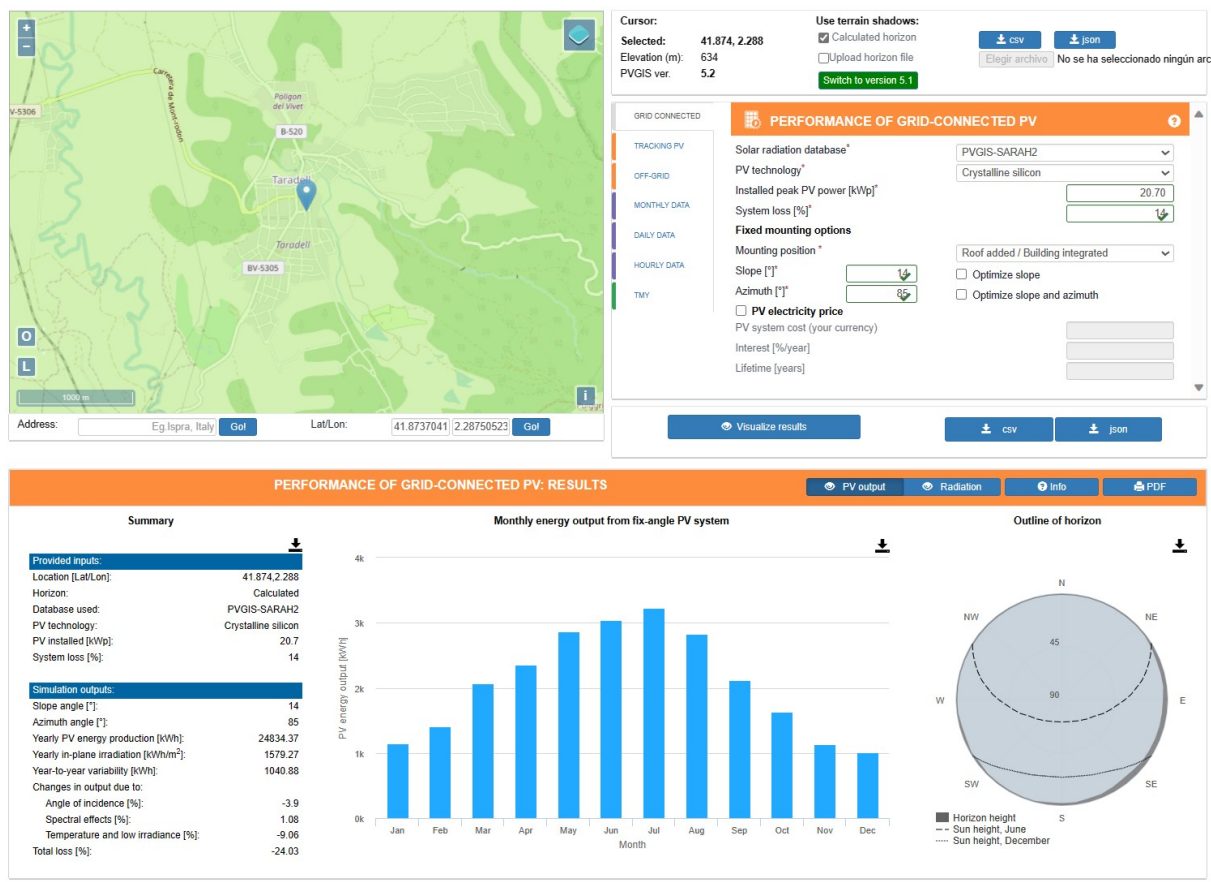 +
−
Carretera de Mont-rodon
BV-5306
Polígon
del Vivet
B-520
Taradell
Taradell
BV-5305
O
L
1000 m
i
Address: Eg.Ispra, Italy Go! Lat/Lon: 41.8737041 2.28750523 Go!
Cursor:
Selected: 41.874, 2.288
Elevation (m): 634
PVGIS ver. 5.2
Use terrain shadows:
Calculated horizon
Upload horizon file
Switch to version 5.1
csv json
Elegir archivo No se ha seleccionado ningún arc
GRID CONNECTED
TRACKING PV
OFF-GRID
MONTHLY DATA
DAILY DATA
HOURLY DATA
TMY
PERFORMANCE OF GRID-CONNECTED PV ?
Solar radiation database* PVGIS-SARAH2
PV technology* Crystalline silicon
Installed peak PV power [kWp]* 20.70
System loss [%]* 14
Fixed mounting options
Mounting position * Roof added / Building integrated
Slope [°]* 14 Optimize slope
Azimuth [°]* 85 Optimize slope and azimuth
PV electricity price
PV system cost (your currency)
Interest [%/year]
Lifetime [years]
Visualize results csv json
PERFORMANCE OF GRID-CONNECTED PV: RESULTS PV output Radiation Info PDF
Summary
Provided inputs:
Location [Lat/Lon]: 41.874,2.288
Horizon: Calculated
Database used: PVGIS-SARAH2
PV technology: Crystalline silicon
PV installed [kWp]: 20.7
System loss [%]: 14
Simulation outputs:
Slope angle [°]: 14
Azimuth angle [°]: 85
Yearly PV energy production [kWh]: 24834.37
Yearly in-plane irradiation [kWh/m²]: 1579.27
Year-to-year variability [kWh]: 1040.88
Changes in output due to:
Angle of incidence [%]: -3.9
Spectral effects [%]: 1.08
Temperature and low irradiance [%]: -9.06
Total loss [%]: -24.03
Monthly energy output from fix-angle PV system
PV energy output [kWh]
4k
3k
2k
1k
0k
Jan Feb Mar Apr May Jun Jul Aug Sep Oct Nov Dec
Month
Outline of horizon
N
NW NE
45
W 90 E
SW SE
S
Horizon height
Sun height, June
Sun height, December